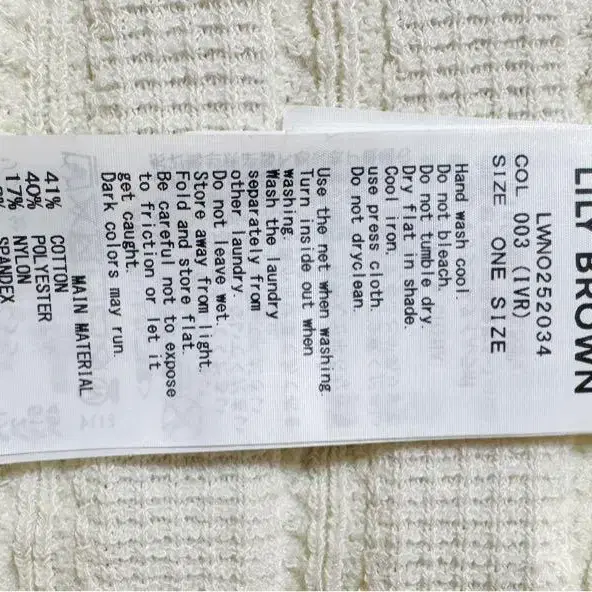 LILY BROWN
LWNO252034
COL 003 (IVR)
SIZE ONE SIZE
Hand wash cool.
Do not bleach.
Do not tumble dry
Dry flat in shade.
Cool iron.
use press cloth.
Do not dryclean.
Use the net when washing.
Turn inside out when
washing.
Wash the laundry
separately from
other laundry.
Do not leave wet.
Store away from light.
Fold and store flat.
Be careful not to expose
to friction or let it
get caught.
Dark colors may run.
MAIN MATERIAL
41% COTTON
40% POLYESTER
17% NYLON
SPANDEX